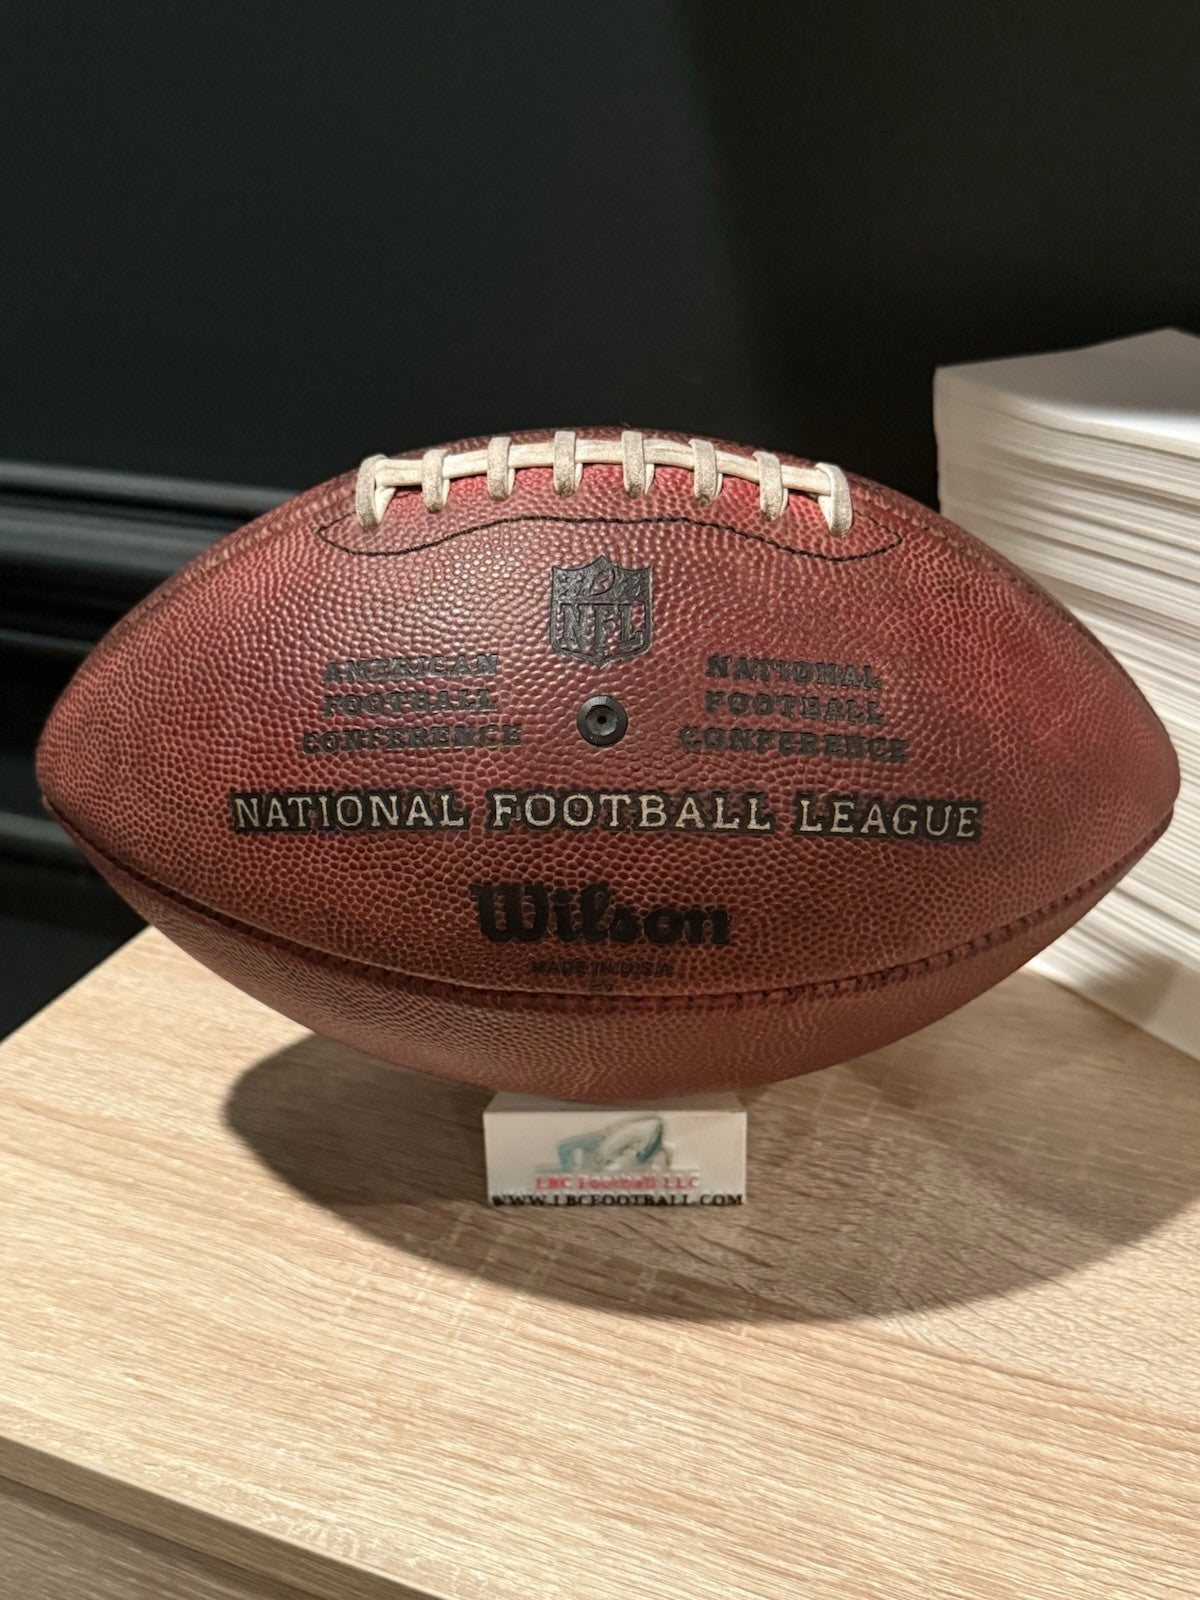 NFL
AMERICAN
FOOTBALL
CONFERENCE
NATIONAL
FOOTBALL
CONFERENCE
NATIONAL FOOTBALL LEAGUE
Wilson
MADE IN U.S.A
LBC Football LLC
WWW.LBCFOOTBALL.COM